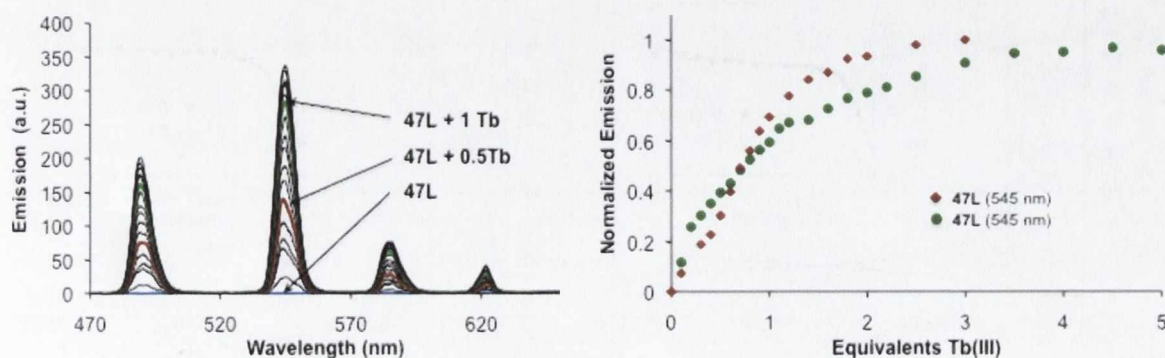 400
350
300
250
200
150
100
50
0
Emission (a.u.)
47L + 1 Tb
47L + 0.5Tb
47L
470
520
570
620
Wavelength (nm)
1
0.8
0.6
0.4
0.2
0
Normalized Emission
47L (545 nm)
47L (545 nm)
0
1
2
3
4
5
Equivalents Tb(III)